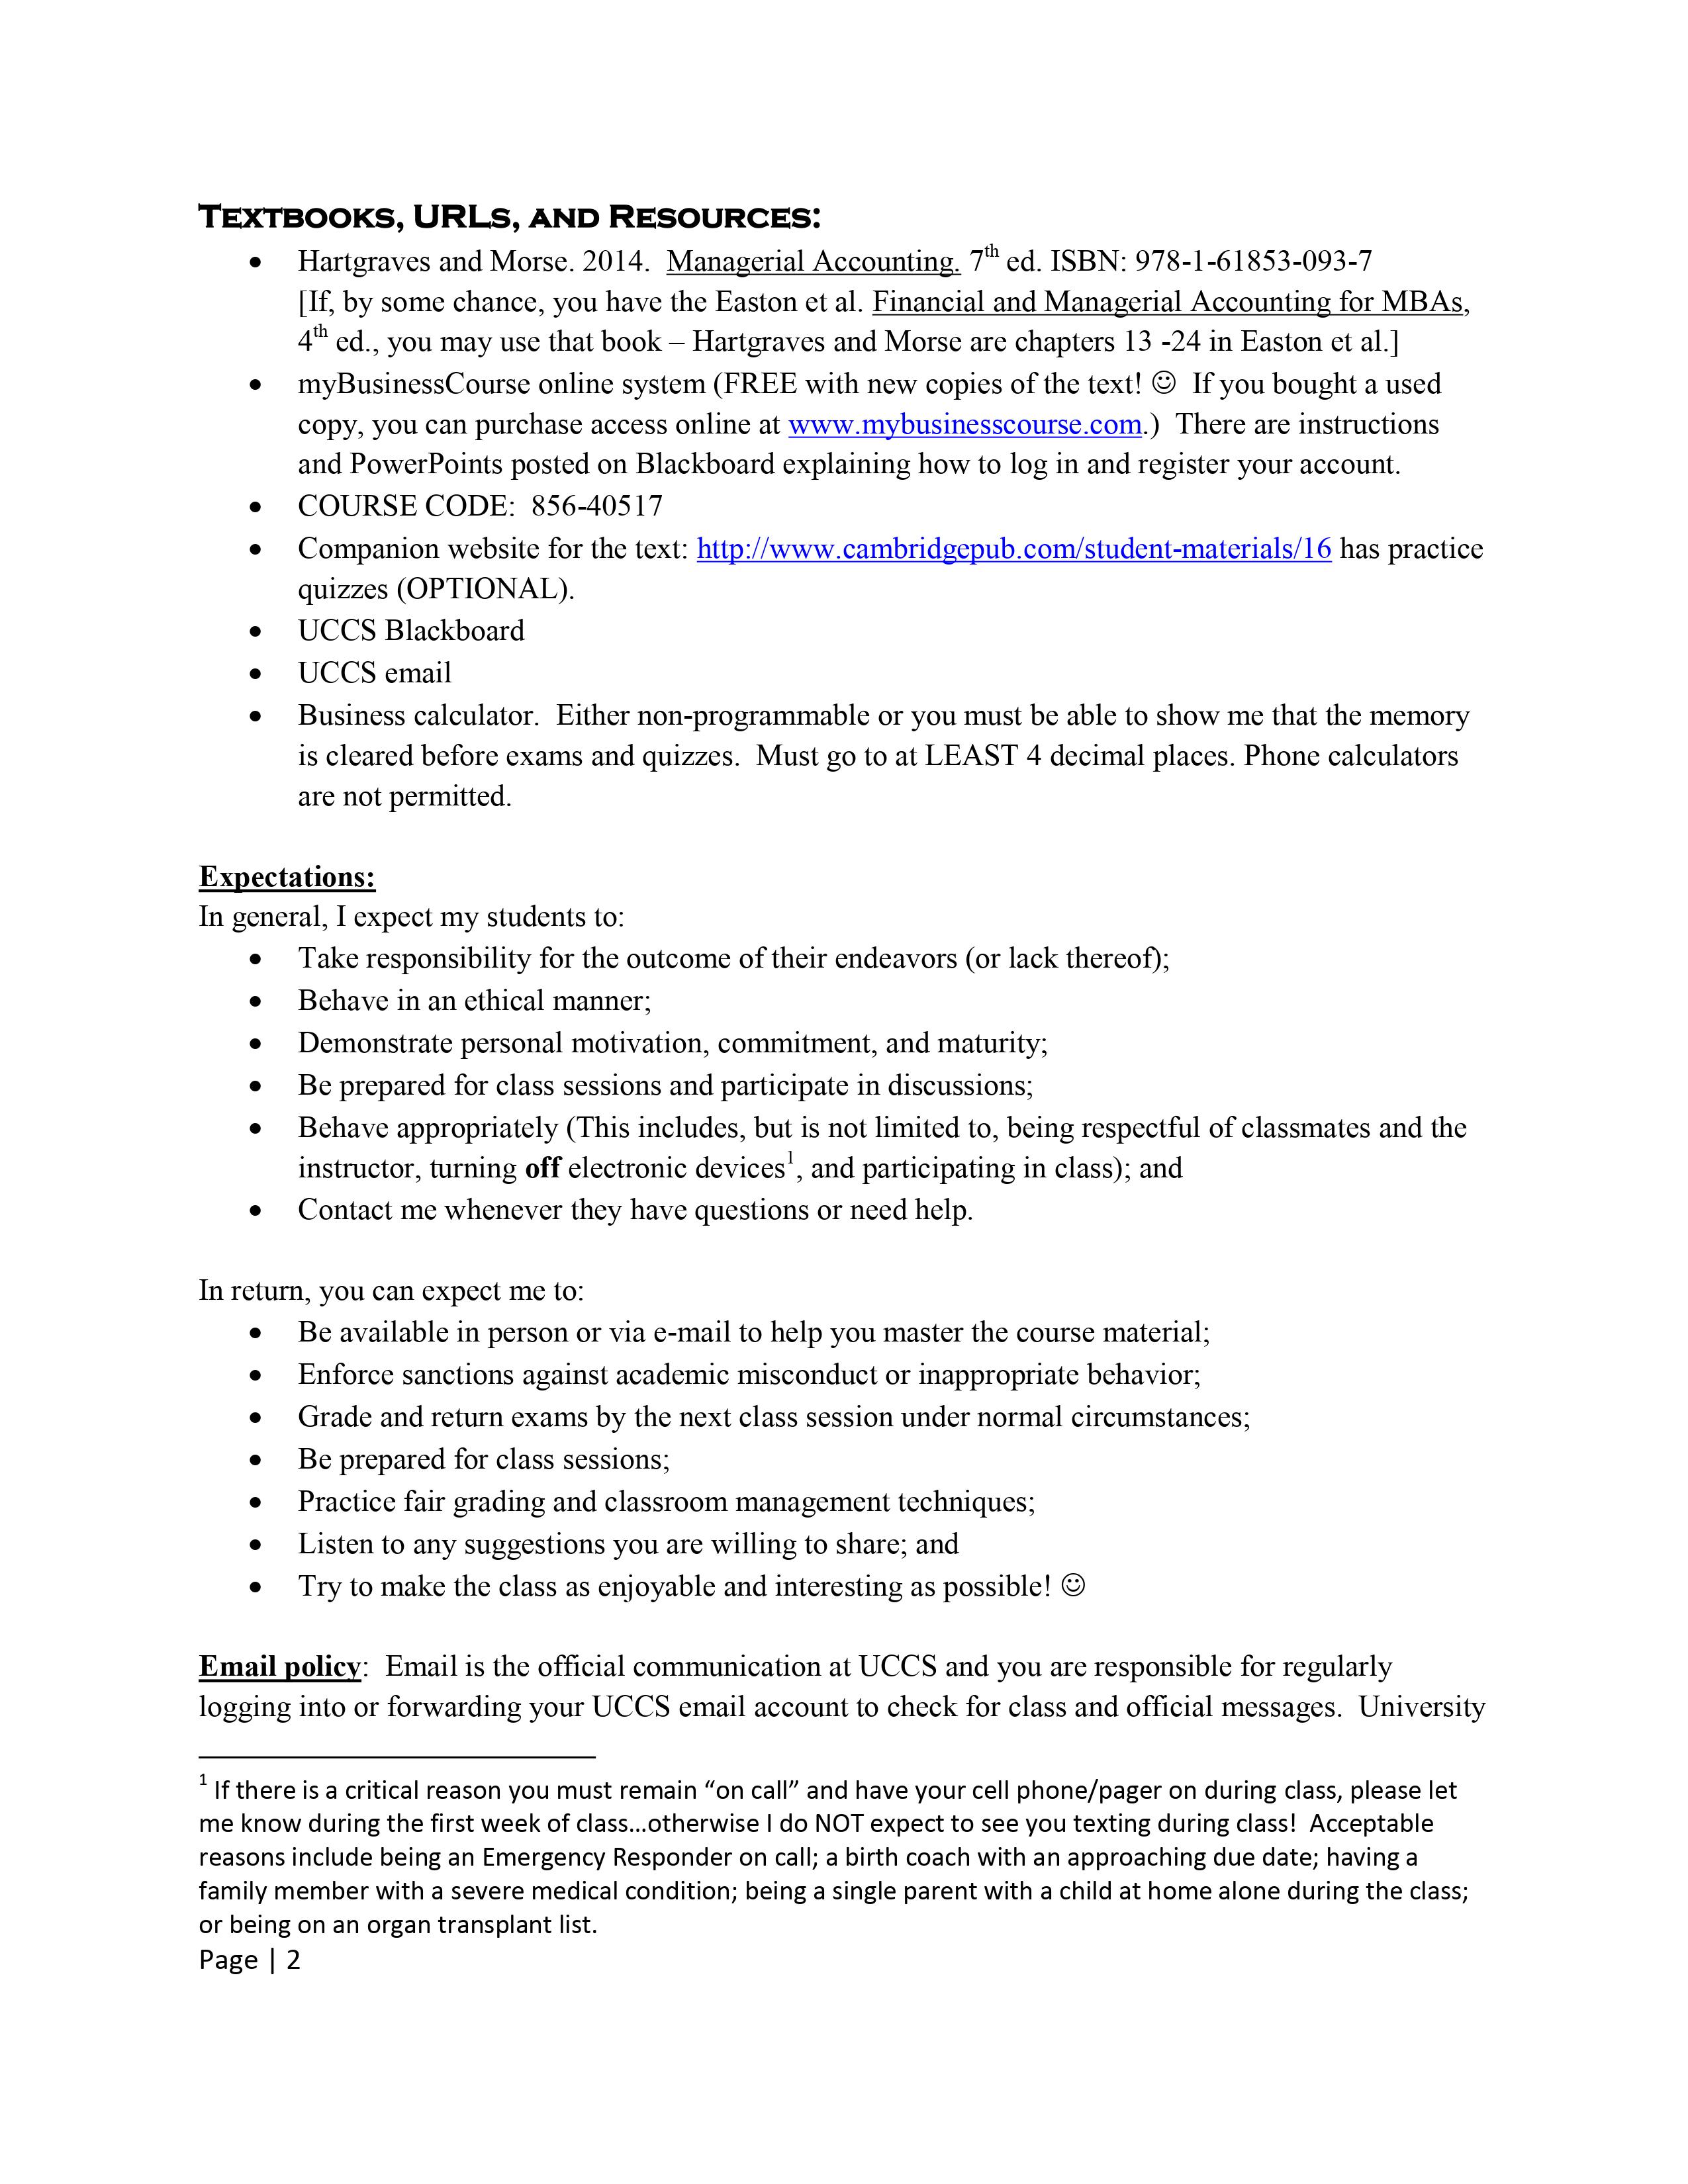 Textbooks, URLs, and Resources:
• Hartgraves and Morse. 2014.  Managerial Accounting. 7th ed. ISBN: 978-1-61853-093-7
[If, by some chance, you have the Easton et al. Financial and Managerial Accounting for MBAs,
4th ed., you may use that book – Hartgraves and Morse are chapters 13 -24 in Easton et al.]
• myBusinessCourse online system (FREE with new copies of the text! ☺  If you bought a used
copy, you can purchase access online at www.mybusinesscourse.com.)  There are instructions
and PowerPoints posted on Blackboard explaining how to log in and register your account.
• COURSE CODE:  856-40517
• Companion website for the text: http://www.cambridgepub.com/student-materials/16 has practice
quizzes (OPTIONAL).
• UCCS Blackboard
• UCCS email
• Business calculator.  Either non-programmable or you must be able to show me that the memory
is cleared before exams and quizzes.  Must go to at LEAST 4 decimal places. Phone calculators
are not permitted.
Expectations:
In general, I expect my students to:
• Take responsibility for the outcome of their endeavors (or lack thereof);
• Behave in an ethical manner;
• Demonstrate personal motivation, commitment, and maturity;
• Be prepared for class sessions and participate in discussions;
• Behave appropriately (This includes, but is not limited to, being respectful of classmates and the
instructor, turning off electronic devices1, and participating in class); and
• Contact me whenever they have questions or need help.
In return, you can expect me to:
• Be available in person or via e-mail to help you master the course material;
• Enforce sanctions against academic misconduct or inappropriate behavior;
• Grade and return exams by the next class session under normal circumstances;
• Be prepared for class sessions;
• Practice fair grading and classroom management techniques;
• Listen to any suggestions you are willing to share; and
• Try to make the class as enjoyable and interesting as possible! ☺
Email policy:  Email is the official communication at UCCS and you are responsible for regularly
logging into or forwarding your UCCS email account to check for class and official messages.  University
1 If there is a critical reason you must remain “on call” and have your cell phone/pager on during class, please let
me know during the first week of class…otherwise I do NOT expect to see you texting during class!  Acceptable
reasons include being an Emergency Responder on call; a birth coach with an approaching due date; having a
family member with a severe medical condition; being a single parent with a child at home alone during the class;
or being on an organ transplant list.
Page | 2